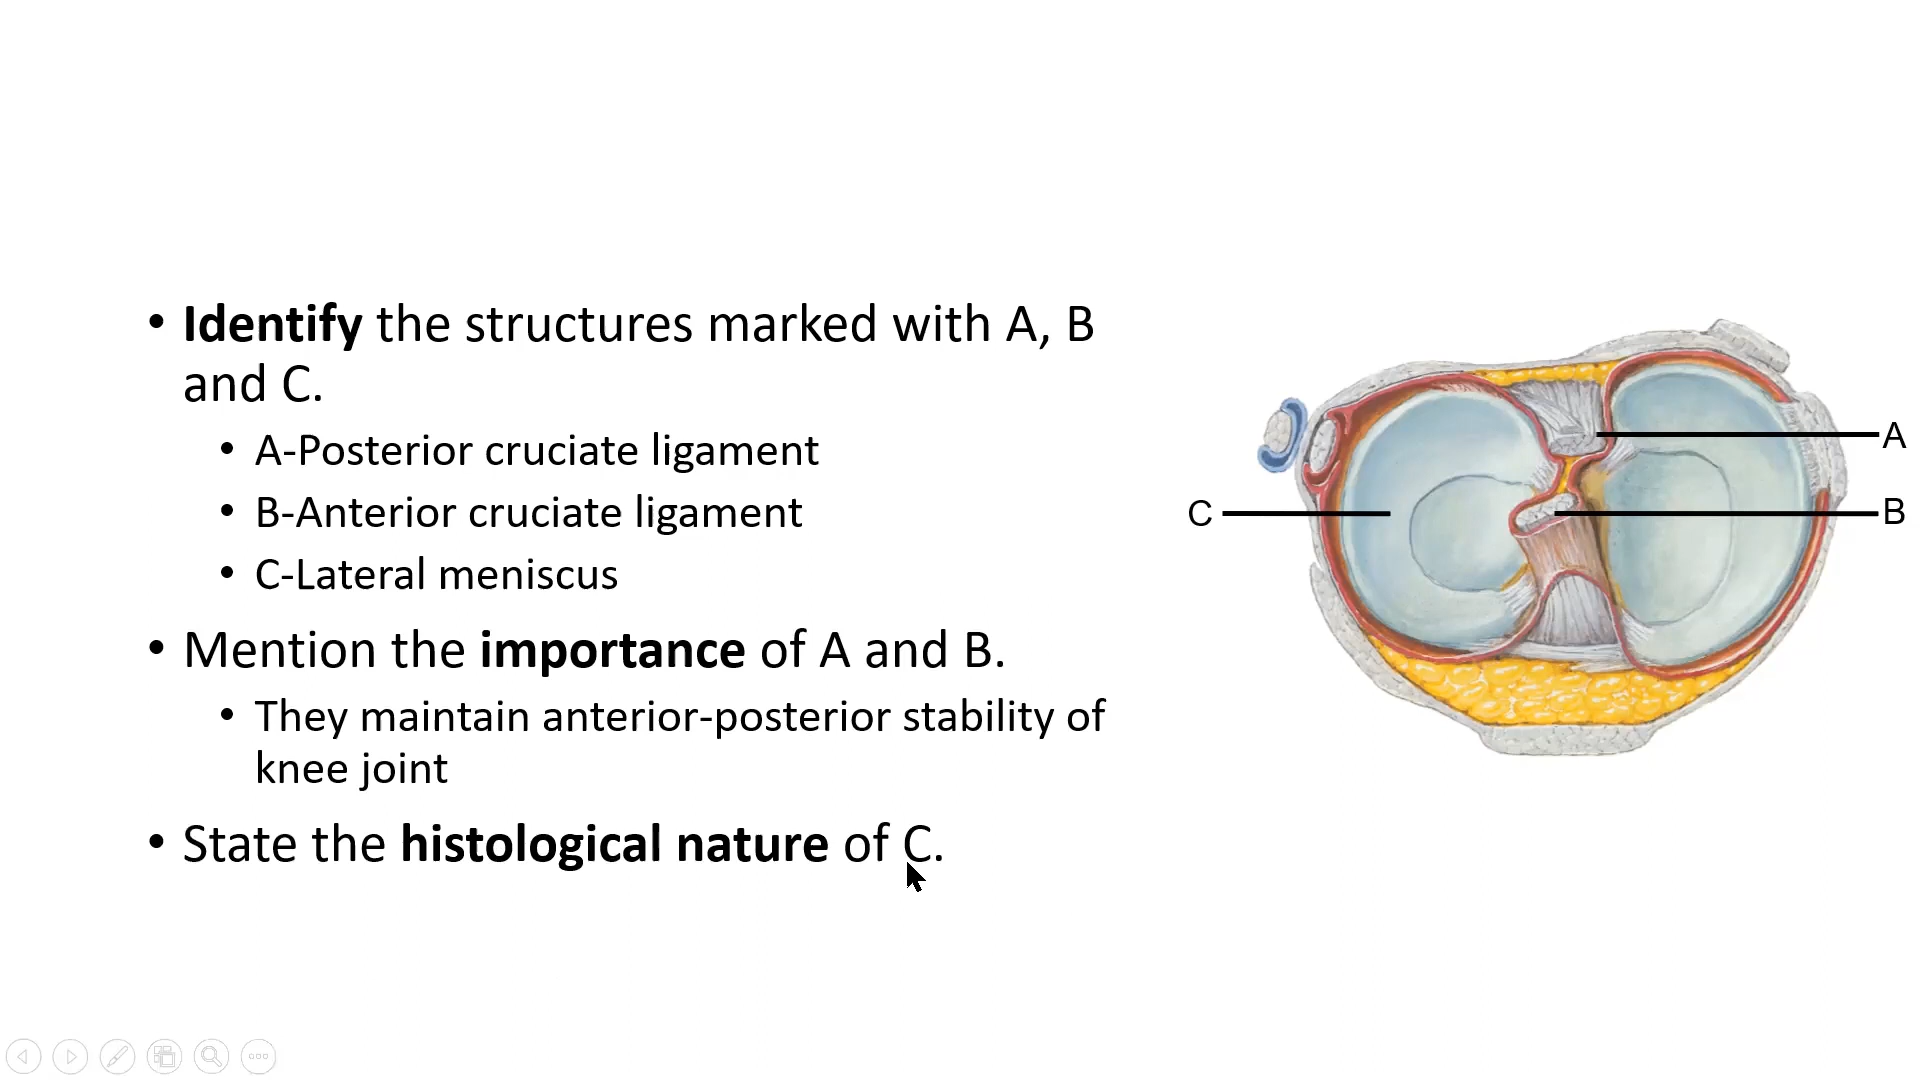 • Identify the structures marked with A, B
and C.
• A-Posterior cruciate ligament
• B-Anterior cruciate ligament
• C-Lateral meniscus
• Mention the importance of A and B.
• They maintain anterior-posterior stability of
knee joint
• State the histological nature of C.
A
C
B